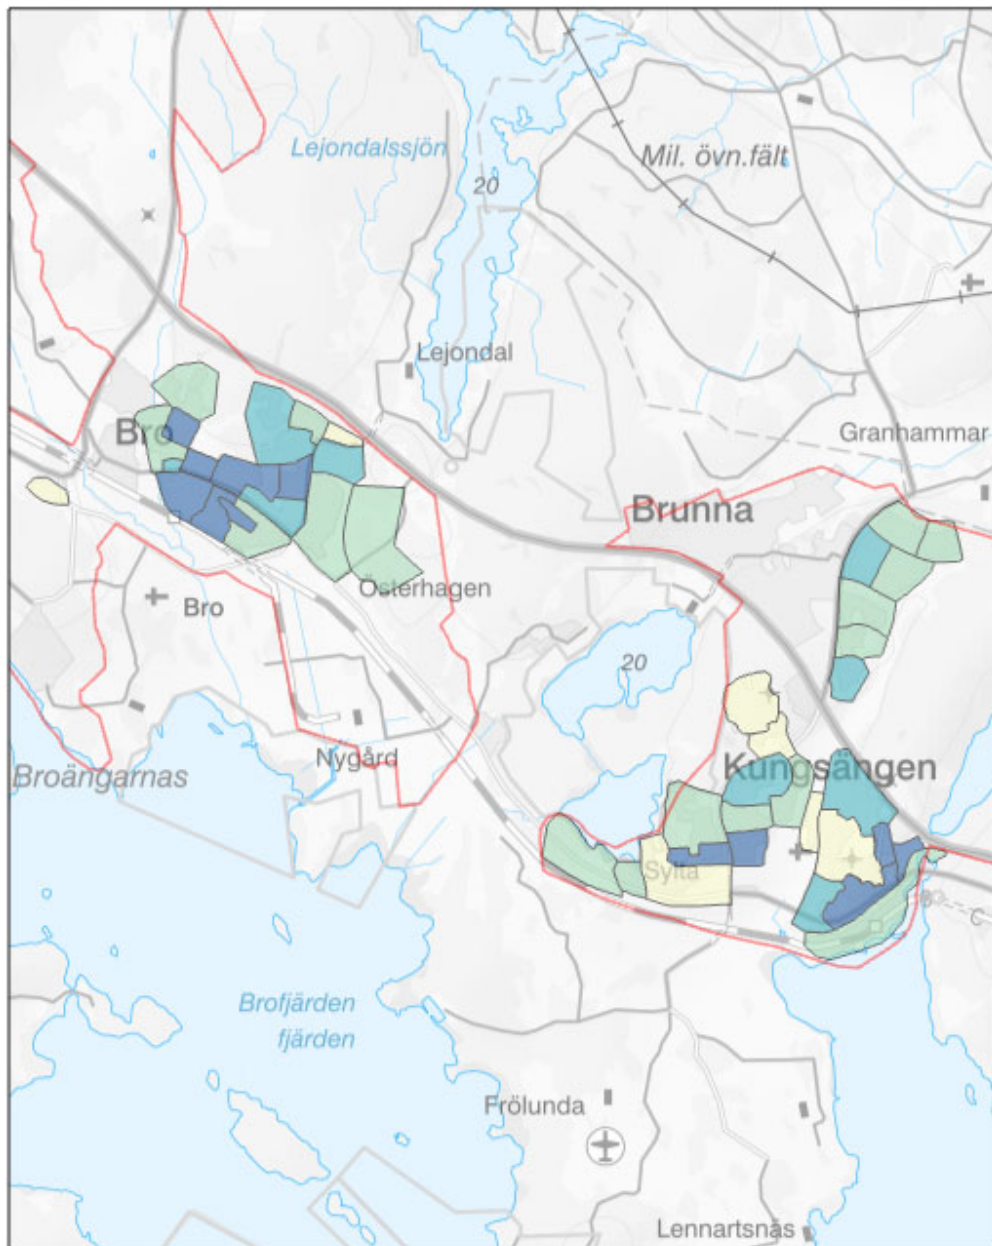 Lejondalssjön
Mil. övn.fält
20
Lejondal
Bro
Granhammar
Brunna
Österhagen
Bro
20
Nygård
Kungsängen
Broängarnas
Sylta
C
Brofjärden
fjärden
Frölunda
Lennartsnäs